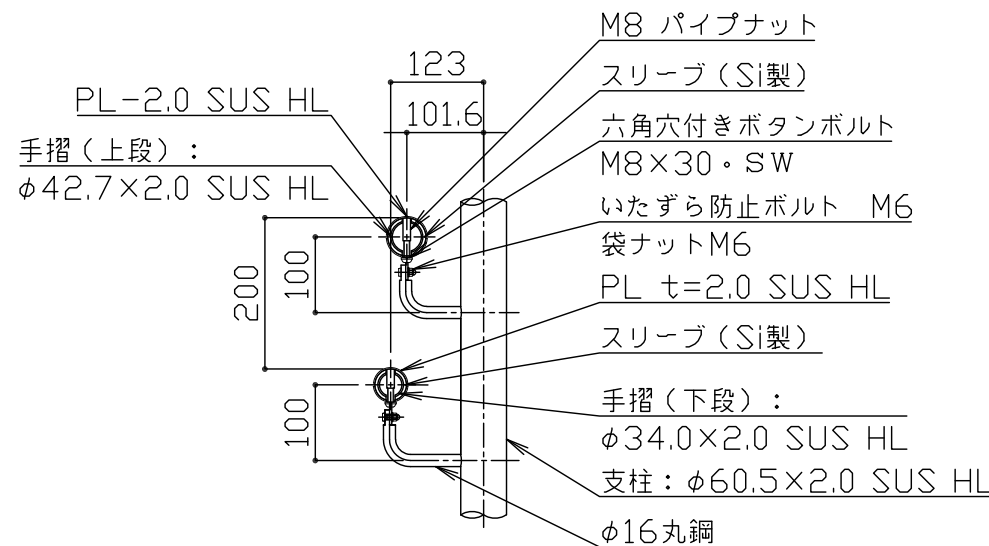 M8 パイプナット
123
スリーブ（Si製）
PL-2.0 SUS HL
101.6
六角穴付きボタンボルト
手摺（上段）：
M8×30・SW
φ42.7×2.0 SUS HL
いたずら防止ボルト M6
袋ナットM6
200
100
PL t=2.0 SUS HL
スリーブ（Si製）
100
手摺（下段）：
φ34.0×2.0 SUS HL
支柱：φ60.5×2.0 SUS HL
φ16丸鋼